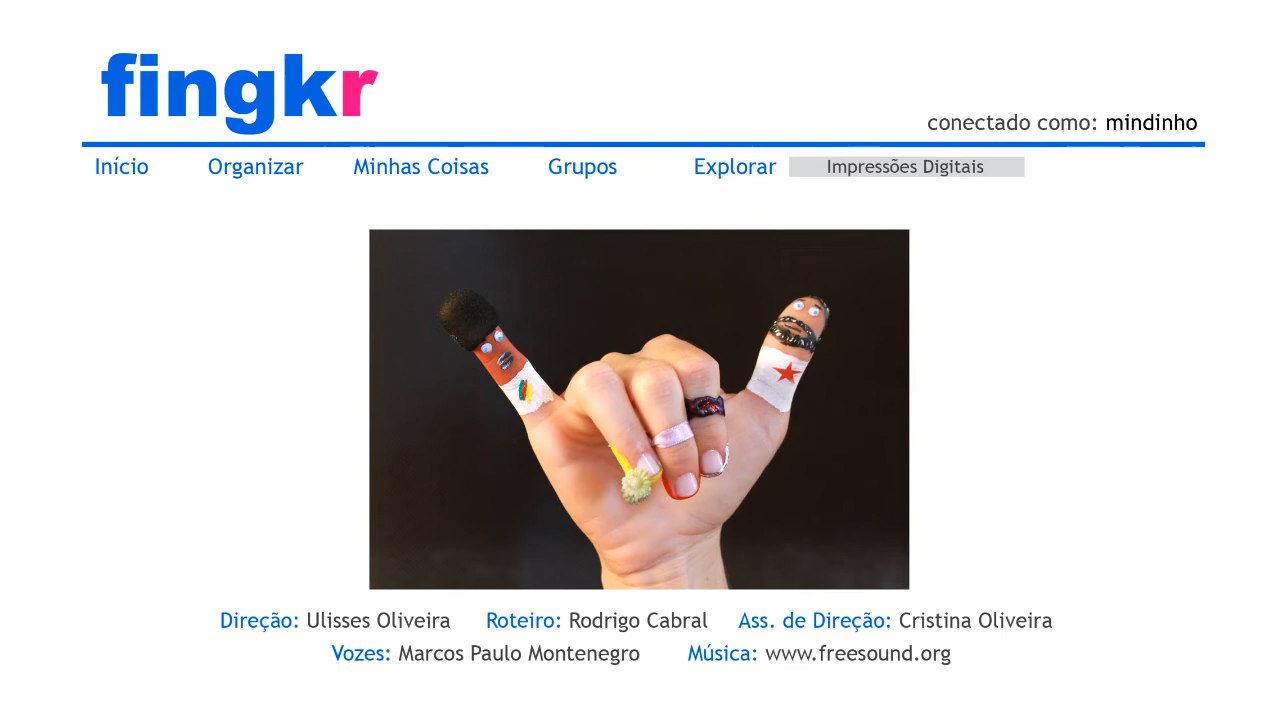 fingkr
conectado como: mindinho
Início Organizar Minhas Coisas Grupos Explorar Impressões Digitais
Direção: Ulisses Oliveira Roteiro: Rodrigo Cabral Ass. de Direção: Cristina Oliveira
Vozes: Marcos Paulo Montenegro Música: www.freesound.org